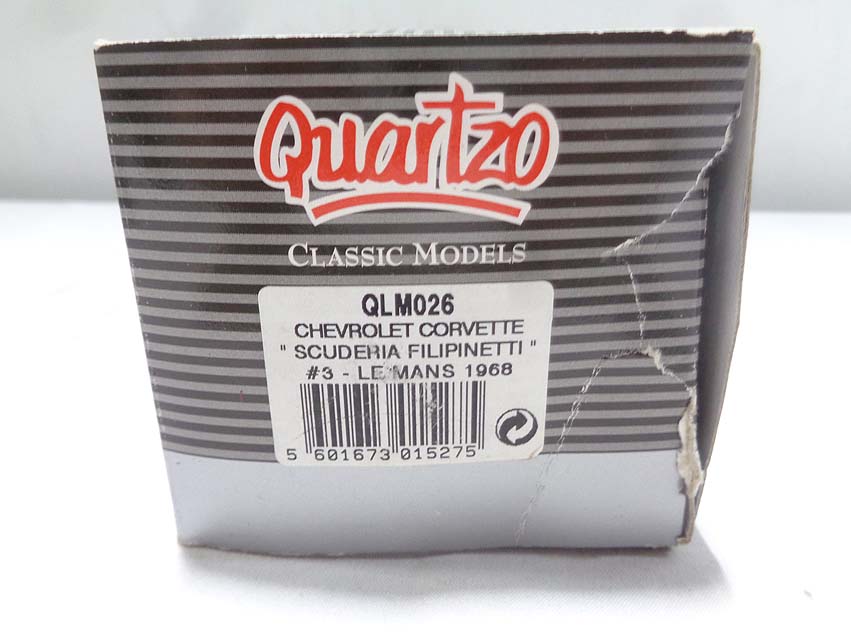 Quartzo
CLASSIC MODELS
QLM026
CHEVROLET CORVETTE
" SCUDERIA FILIPINETTI "
#3 - LE MANS 1968
5 601673 015275